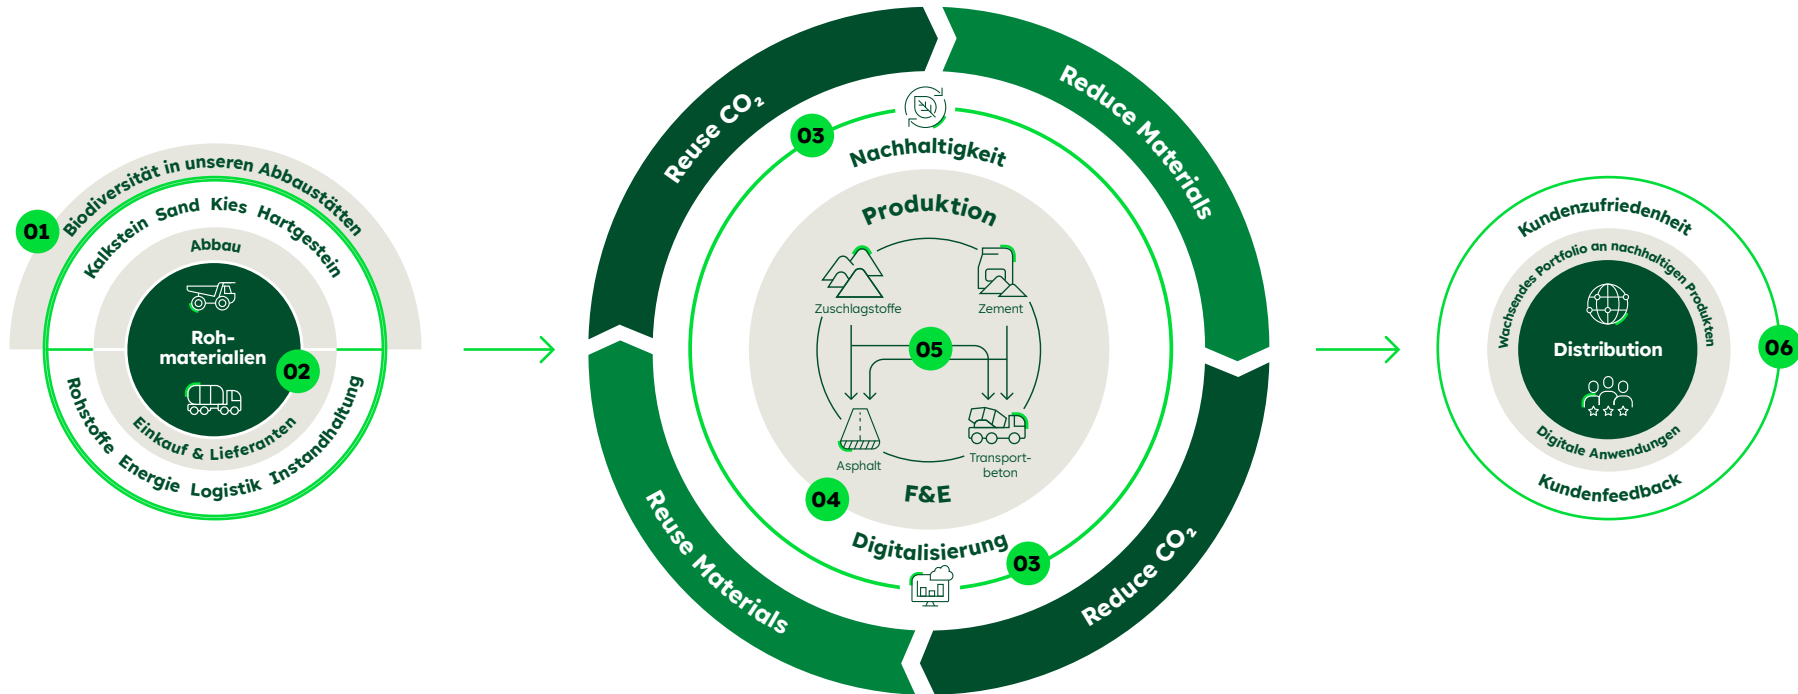 01
Biodiversität in unseren Abbaustätten
Kalkstein Sand Kies Hartgestein
Abbau
Roh-
materialien
02
Einkauf & Lieferanten
Rohstoffe Energie Logistik Instandhaltung
Reuse CO₂
Reduce Materials
Reduce CO₂
Reuse Materials
03
Nachhaltigkeit
Produktion
Zuschlagstoffe
Zement
05
Asphalt
Transport-
beton
F&E
04
Digitalisierung
03
Kundenzufriedenheit
Wachsendes Portfolio an nachhaltigen Produkten
Distribution
06
Digitale Anwendungen
Kundenfeedback